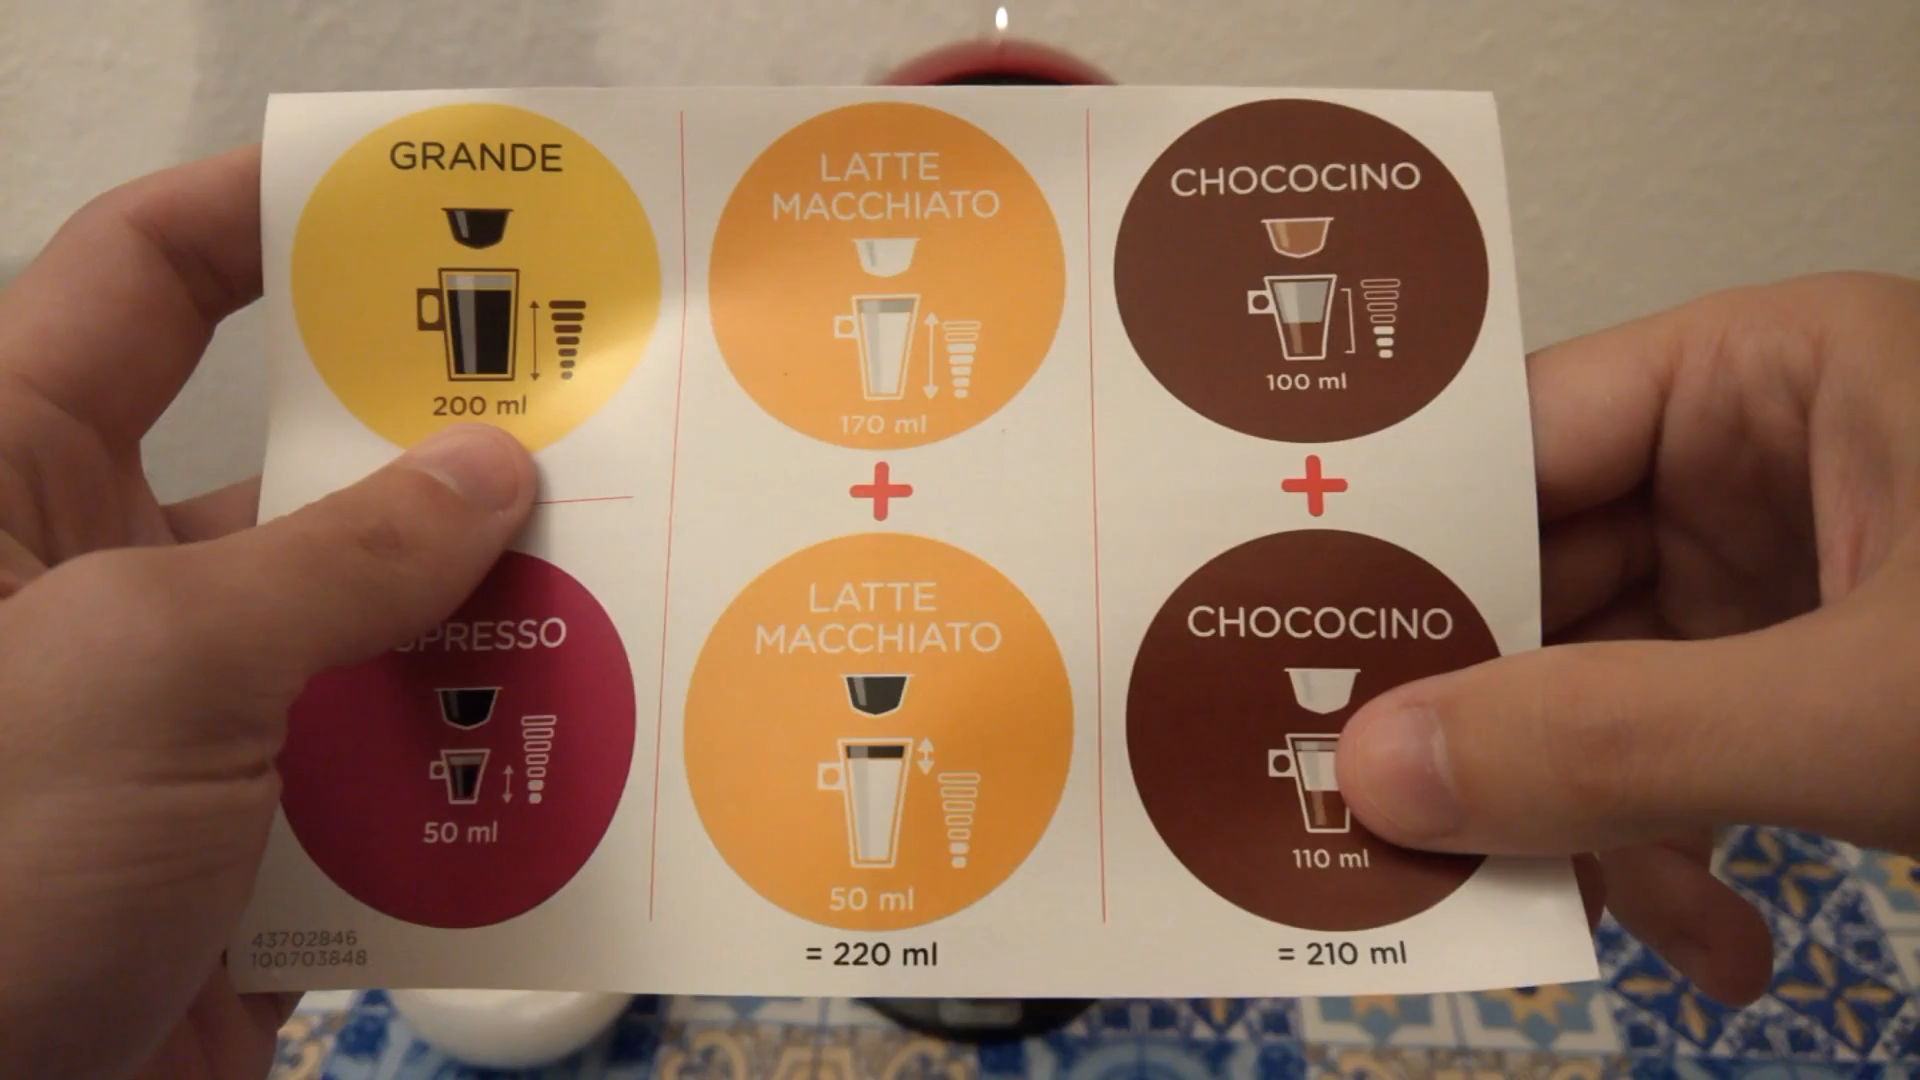 GRANDE
200 ml
SPRESSO
50 ml
43702846
100703848
LATTE
MACCHIATO
170 ml
+
LATTE
MACCHIATO
50 ml
= 220 ml
CHOCOCINO
100 ml
+
CHOCOCINO
110 ml
= 210 ml